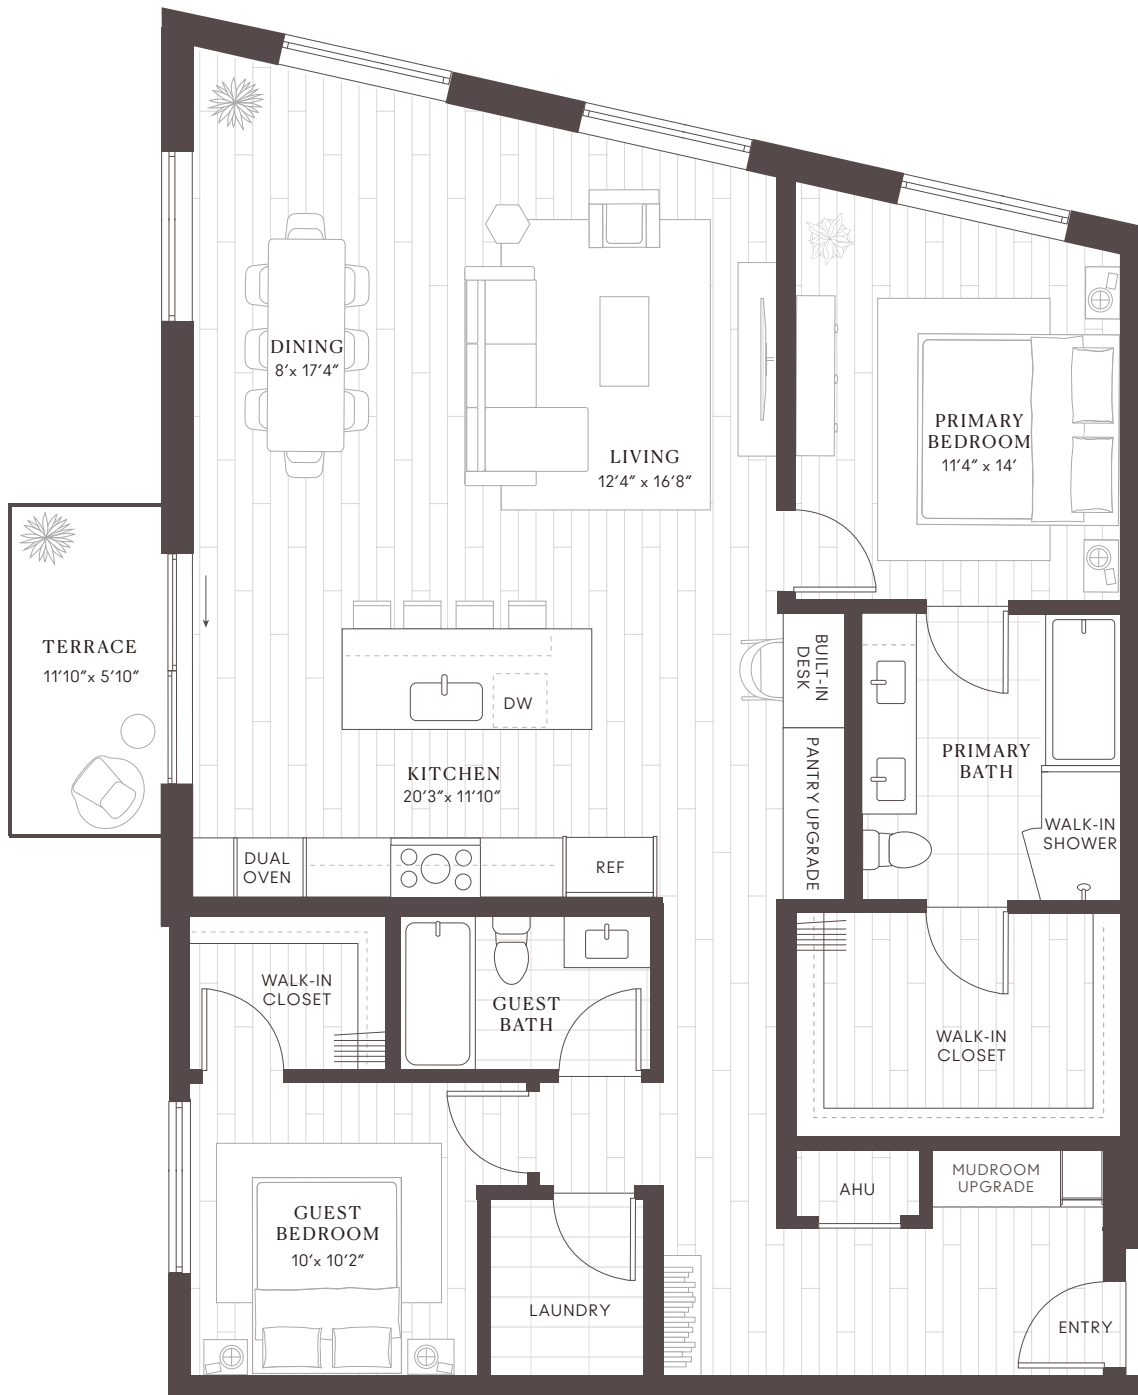 DINING
8′x 17′4″
LIVING
12′4″ x 16′8″
PRIMARY
BEDROOM
11′4″ x 14′
TERRACE
11′10″x 5′10″
BUILT-IN
DESK
DW
KITCHEN
20′3″x 11′10″
PANTRY UPGRADE
PRIMARY
BATH
WALK-IN
SHOWER
DUAL
OVEN
REF
WALK-IN
CLOSET
GUEST
BATH
WALK-IN
CLOSET
AHU
MUDROOM
UPGRADE
GUEST
BEDROOM
10′x 10′2″
LAUNDRY
ENTRY